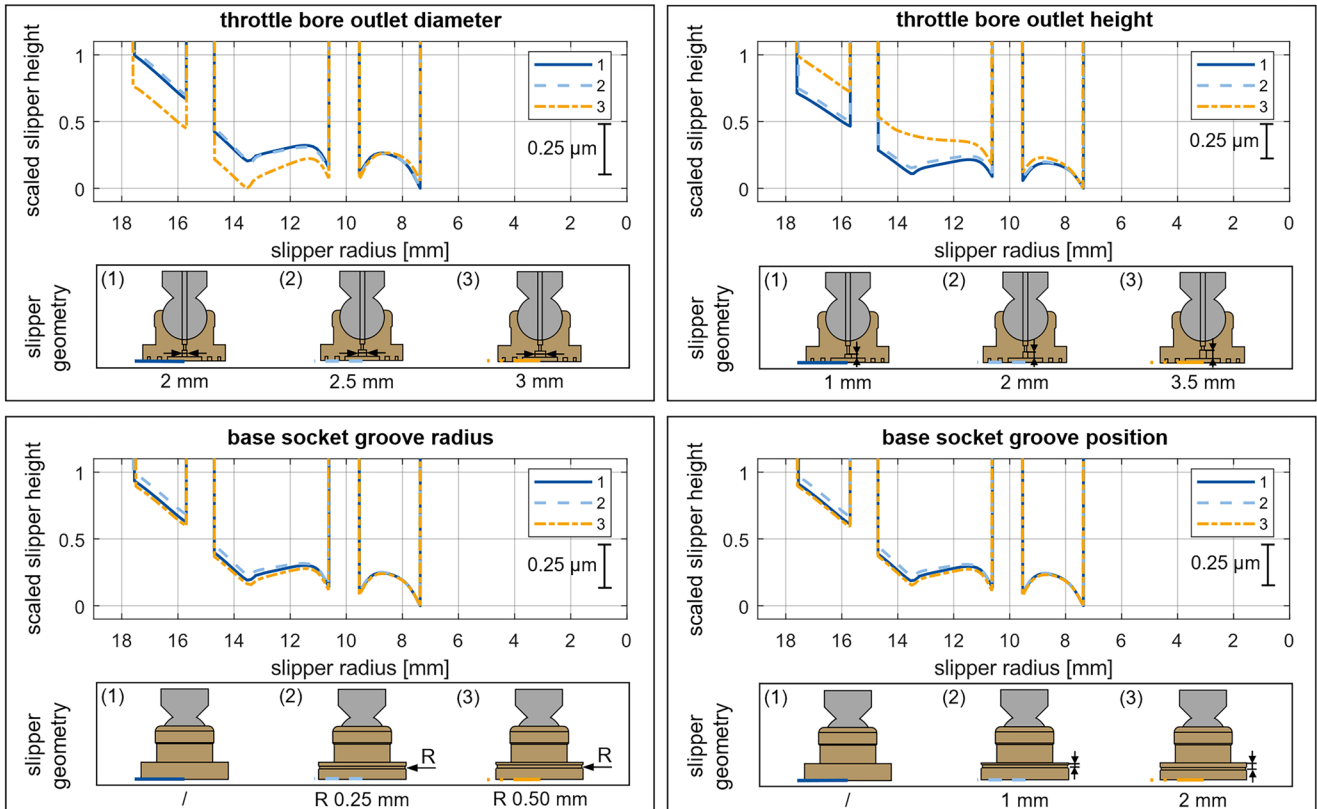 throttle bore outlet diameter
scaled slipper height
1
0.5
0
1
2
3
0.25 µm
18 16 14 12 10 8 6 4 2 0
slipper radius [mm]
slipper
geometry
(1) (2) (3)
2 mm 2.5 mm 3 mm
throttle bore outlet height
scaled slipper height
1
0.5
0
1
2
3
0.25 µm
18 16 14 12 10 8 6 4 2 0
slipper radius [mm]
slipper
geometry
(1) (2) (3)
1 mm 2 mm 3.5 mm
base socket groove radius
scaled slipper height
1
0.5
0
1
2
3
0.25 µm
18 16 14 12 10 8 6 4 2 0
slipper radius [mm]
slipper
geometry
(1) (2) (3)
R R
/ R 0.25 mm R 0.50 mm
base socket groove position
scaled slipper height
1
0.5
0
1
2
3
0.25 µm
18 16 14 12 10 8 6 4 2 0
slipper radius [mm]
slipper
geometry
(1) (2) (3)
/ 1 mm 2 mm